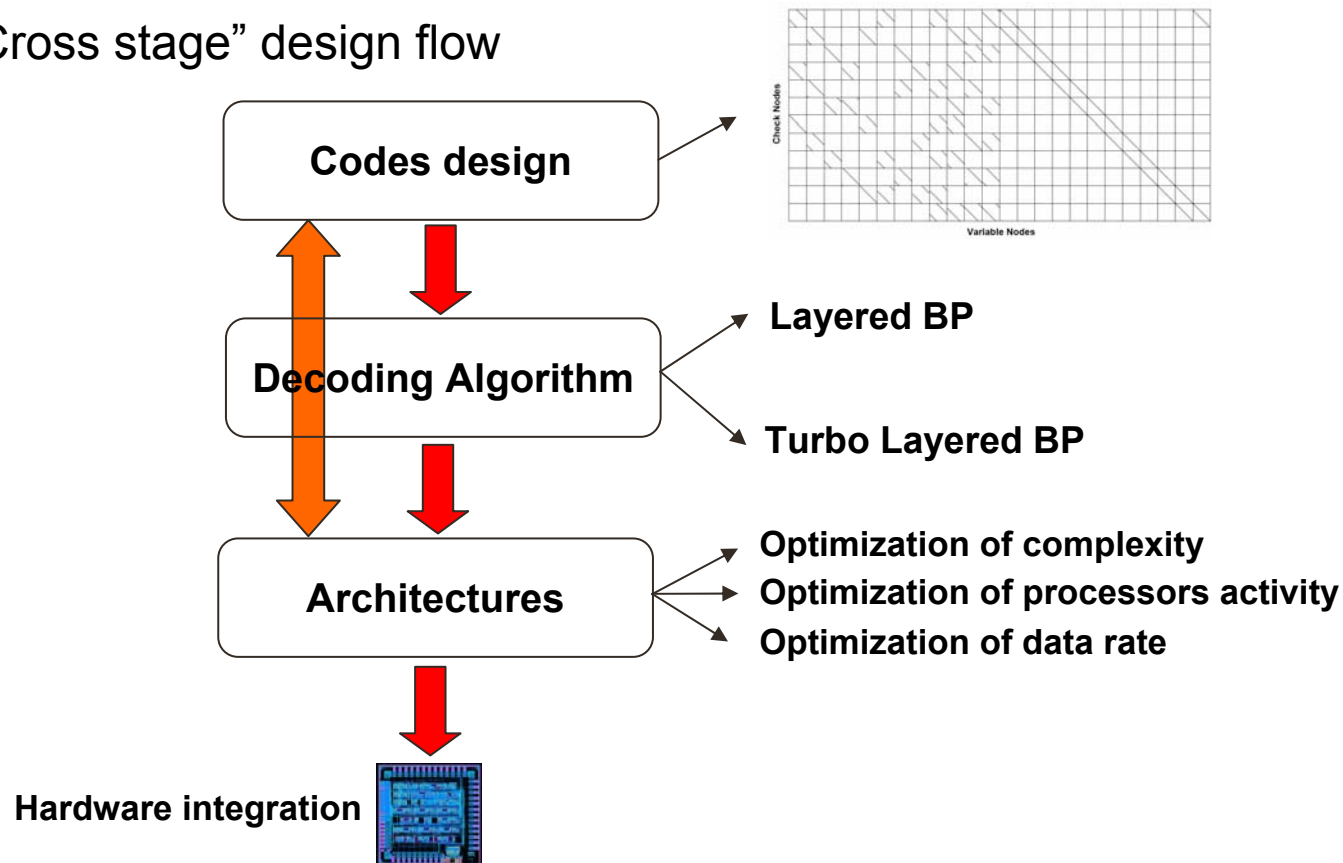 Cross stage” design flow
Check Nodes
Variable Nodes
Codes design
Layered BP
Decoding Algorithm
Turbo Layered BP
Optimization of complexity
Architectures
Optimization of processors activity
Optimization of data rate
Hardware integration